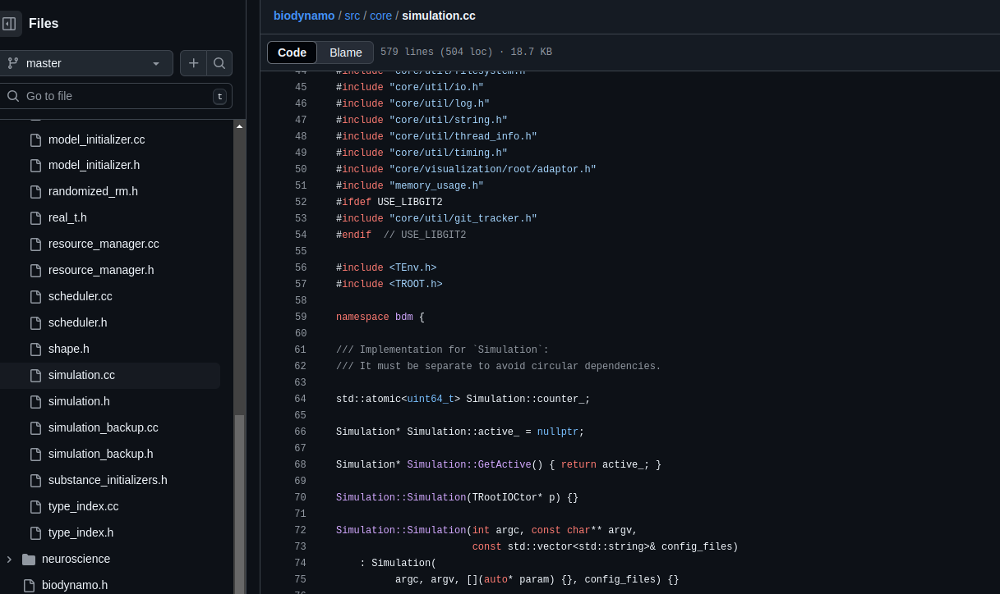 Files
master
Go to file
t
model_initializer.cc
model_initializer.h
randomized_rm.h
real_t.h
resource_manager.cc
resource_manager.h
scheduler.cc
scheduler.h
shape.h
simulation.cc
simulation.h
simulation_backup.cc
simulation_backup.h
substance_initializers.h
type_index.cc
type_index.h
neuroscience
biodynamo.h
biodynamo / src / core / simulation.cc
Code Blame 579 lines (504 loc) · 18.7 KB
44 #include "core/util/filesystem.h"
45 #include "core/util/io.h"
46 #include "core/util/log.h"
47 #include "core/util/string.h"
48 #include "core/util/thread_info.h"
49 #include "core/util/timing.h"
50 #include "core/visualization/root/adaptor.h"
51 #include "memory_usage.h"
52 #ifdef USE_LIBGIT2
53 #include "core/util/git_tracker.h"
54 #endif  // USE_LIBGIT2
55
56 #include <TEnv.h>
57 #include <TROOT.h>
58
59 namespace bdm {
60
61 /// Implementation for `Simulation`:
62 /// It must be separate to avoid circular dependencies.
63
64 std::atomic<uint64_t> Simulation::counter_;
65
66 Simulation* Simulation::active_ = nullptr;
67
68 Simulation* Simulation::GetActive() { return active_; }
69
70 Simulation::Simulation(TRootIOCtor* p) {}
71
72 Simulation::Simulation(int argc, const char** argv,
73                        const std::vector<std::string>& config_files)
74     : Simulation(
75           argc, argv, [](auto* param) {}, config_files) {}
76